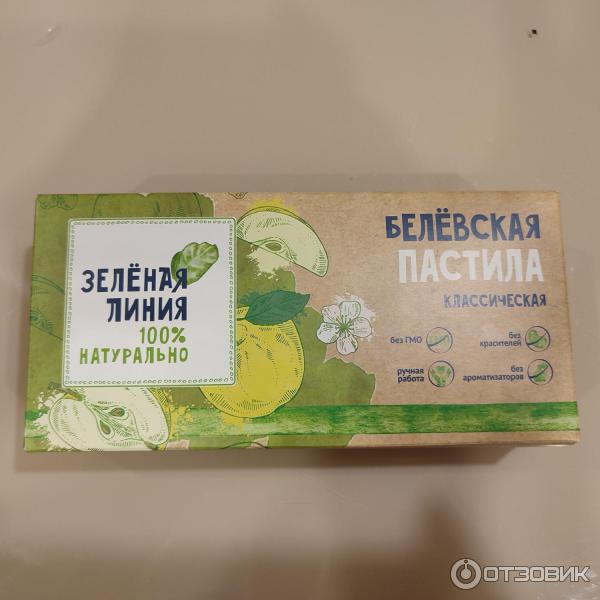 ЗЕЛЁНАЯ
ЛИНИЯ
100%
НАТУРАЛЬНО
БЕЛЁВСКАЯ
ПАСТИЛА
КЛАССИЧЕСКАЯ
без ГМО
без
красителей
ручная
работа
без
ароматизаторов
ОТЗОВИК